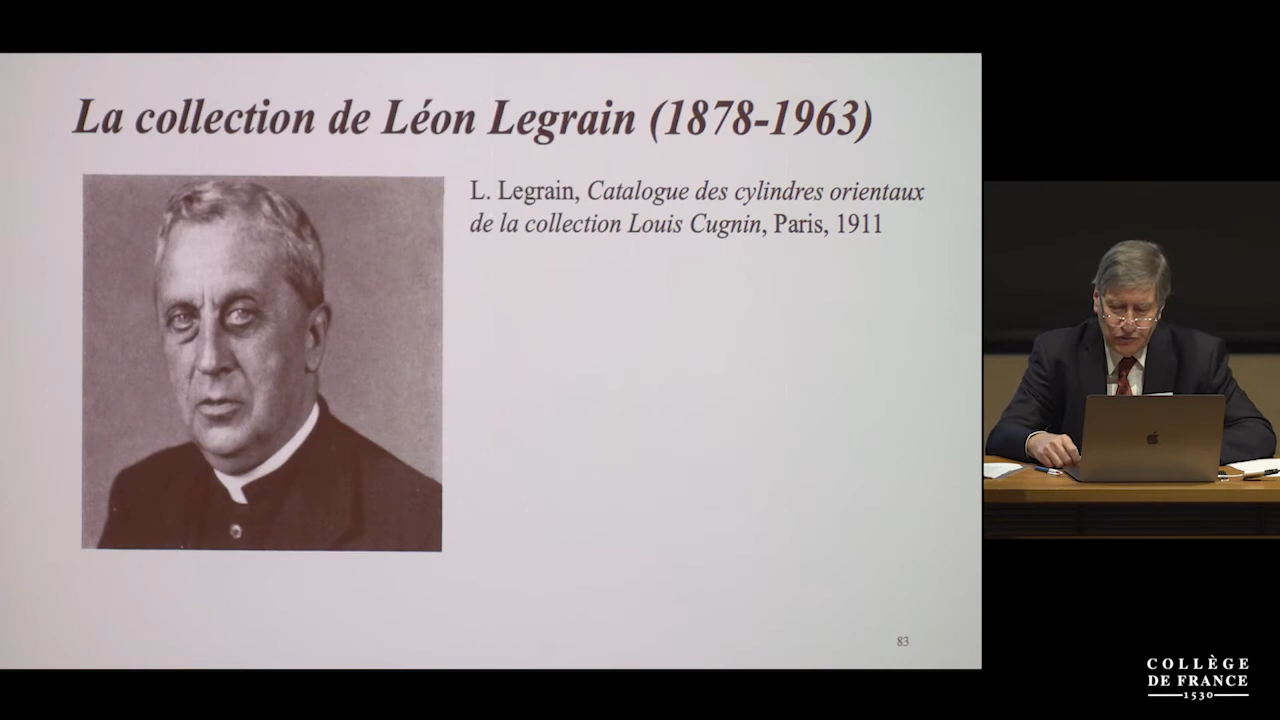 La collection de Léon Legrain (1878-1963)
L. Legrain, Catalogue des cylindres orientaux
de la collection Louis Cugnin, Paris, 1911
83
COLLÈGE
DE FRANCE
1530